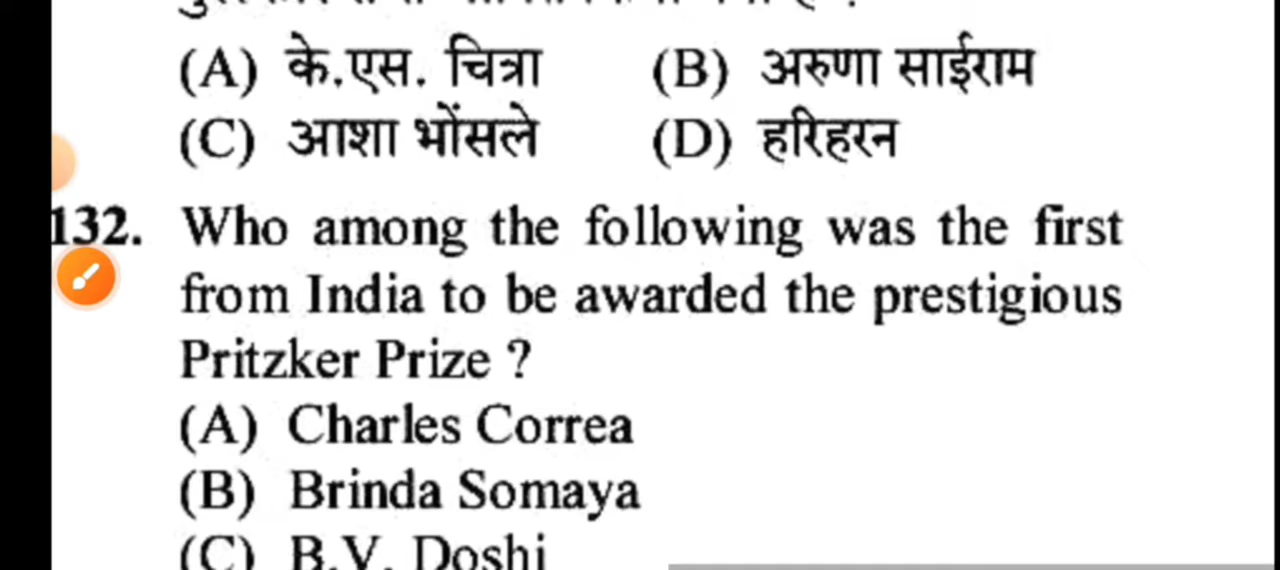 (A) के.एस. चित्रा (B) अरुणा साईराम
(C) आशा भोंसले (D) हरिहरन
132. Who among the following was the first
from India to be awarded the prestigious
Pritzker Prize ?
(A) Charles Correa
(B) Brinda Somaya
(C) B.V. Doshi